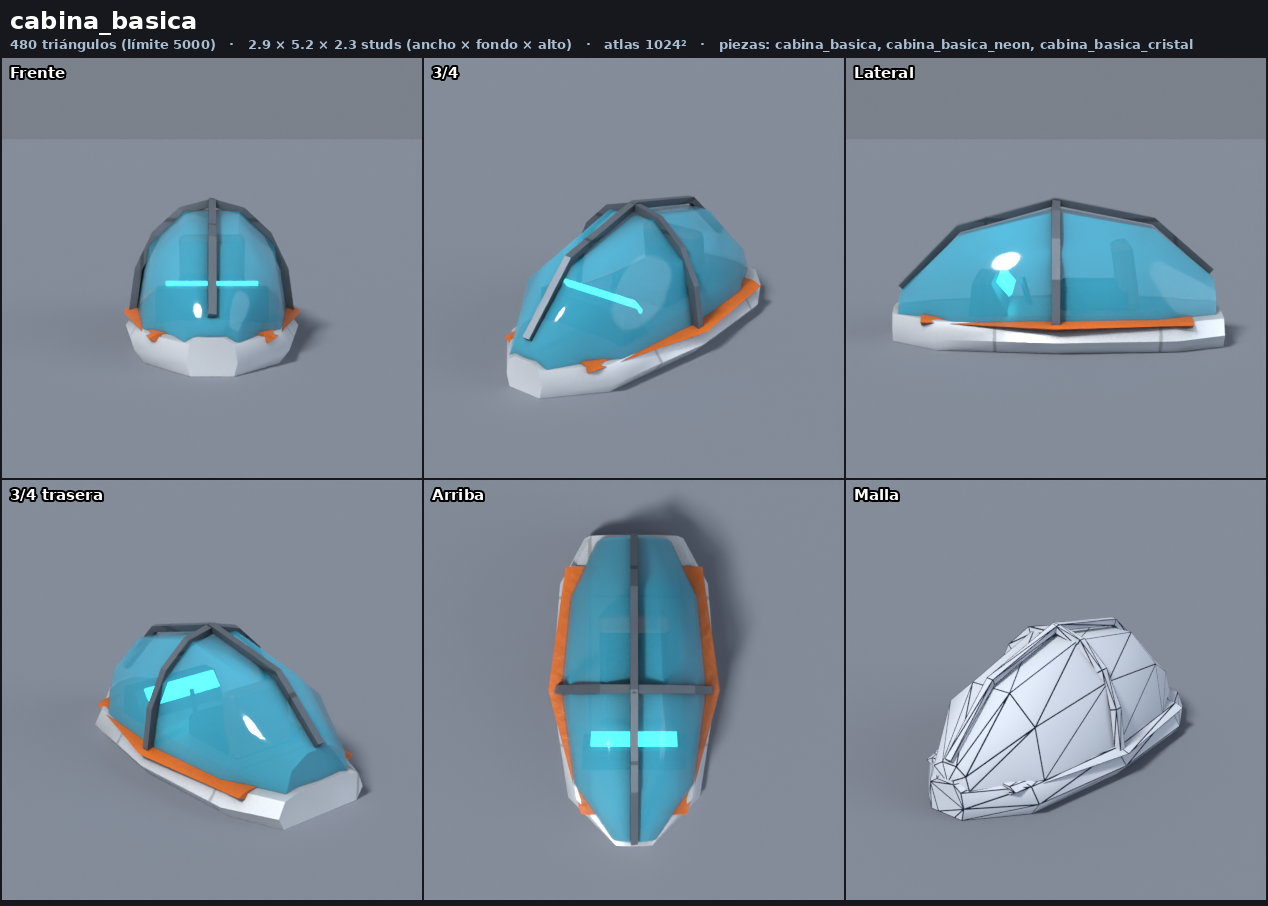 cabina_basica
480 triángulos (límite 5000) · 2.9 × 5.2 × 2.3 studs (ancho × fondo × alto) · atlas 1024² · piezas: cabina_basica, cabina_basica_neon, cabina_basica_cristal
Frente
3/4
Lateral
3/4 trasera
Arriba
Malla